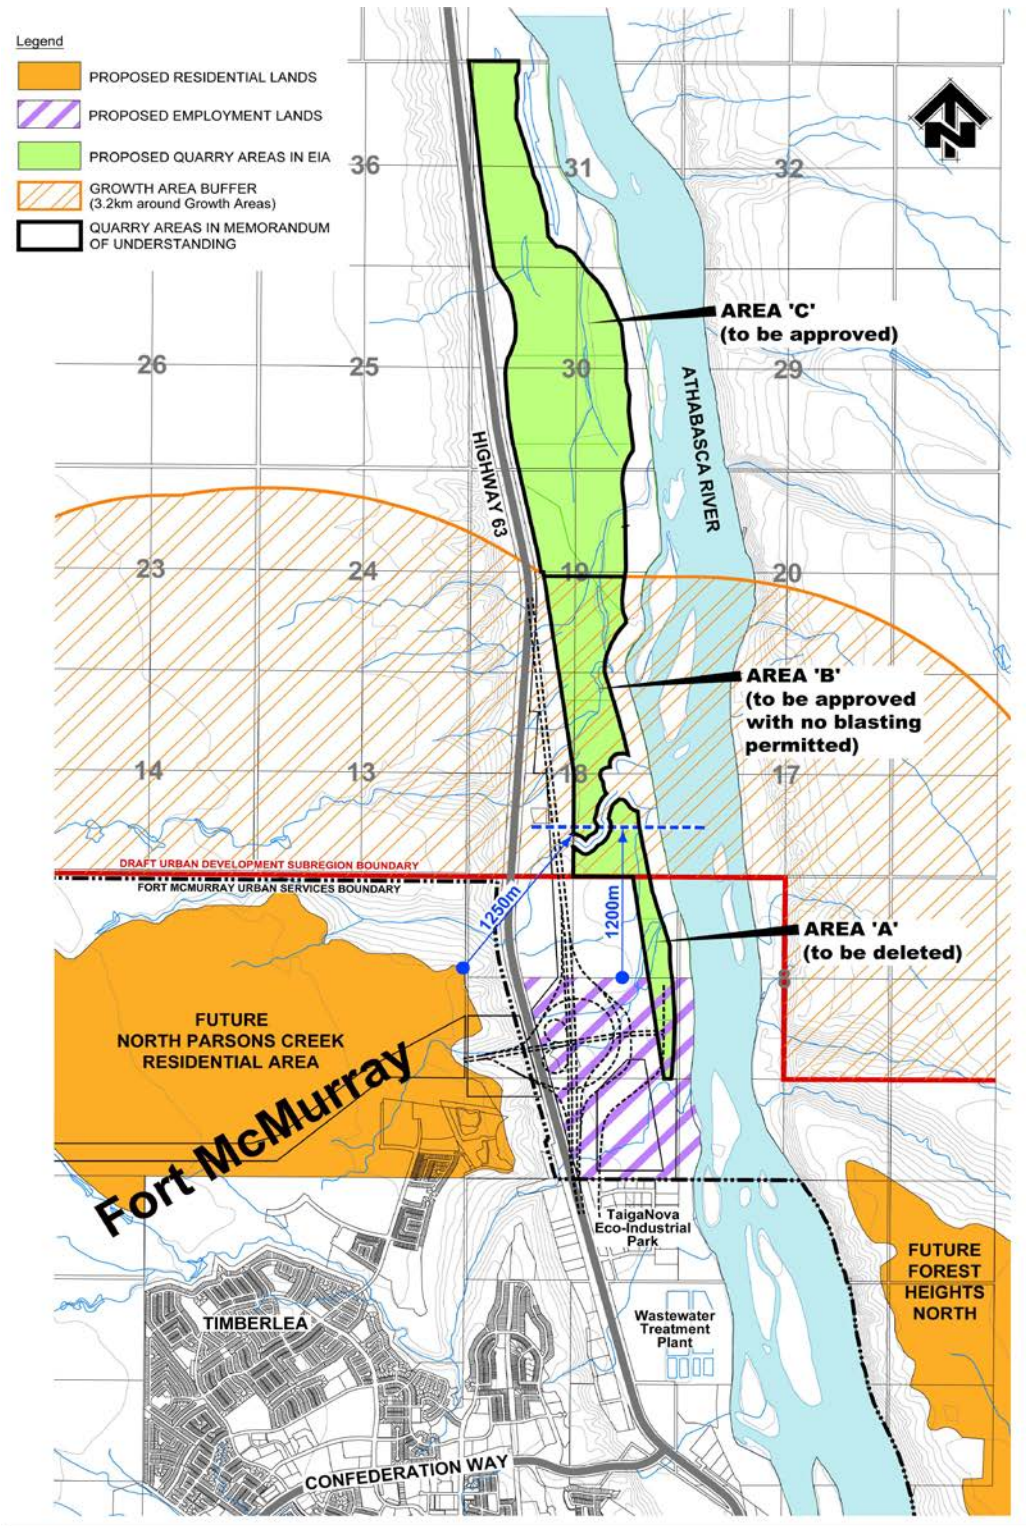 Legend
PROPOSED RESIDENTIAL LANDS
PROPOSED EMPLOYMENT LANDS
PROPOSED QUARRY AREAS IN EIA
GROWTH AREA BUFFER
(3.2km around Growth Areas)
QUARRY AREAS IN MEMORANDUM
OF UNDERSTANDING
N
36
31
32
AREA 'C'
(to be approved)
26
25
30
29
ATHABASCA RIVER
HIGHWAY 63
23
24
19
20
AREA 'B'
(to be approved
with no blasting
permitted)
14
13
18
17
DRAFT URBAN DEVELOPMENT SUBREGION BOUNDARY
FORT MCMURRAY URBAN SERVICES BOUNDARY
1250m
1200m
AREA 'A'
(to be deleted)
8
FUTURE
NORTH PARSONS CREEK
RESIDENTIAL AREA
Fort McMurray
TaigaNova
Eco-Industrial
Park
FUTURE
FOREST
HEIGHTS
NORTH
TIMBERLEA
Wastewater
Treatment
Plant
CONFEDERATION WAY